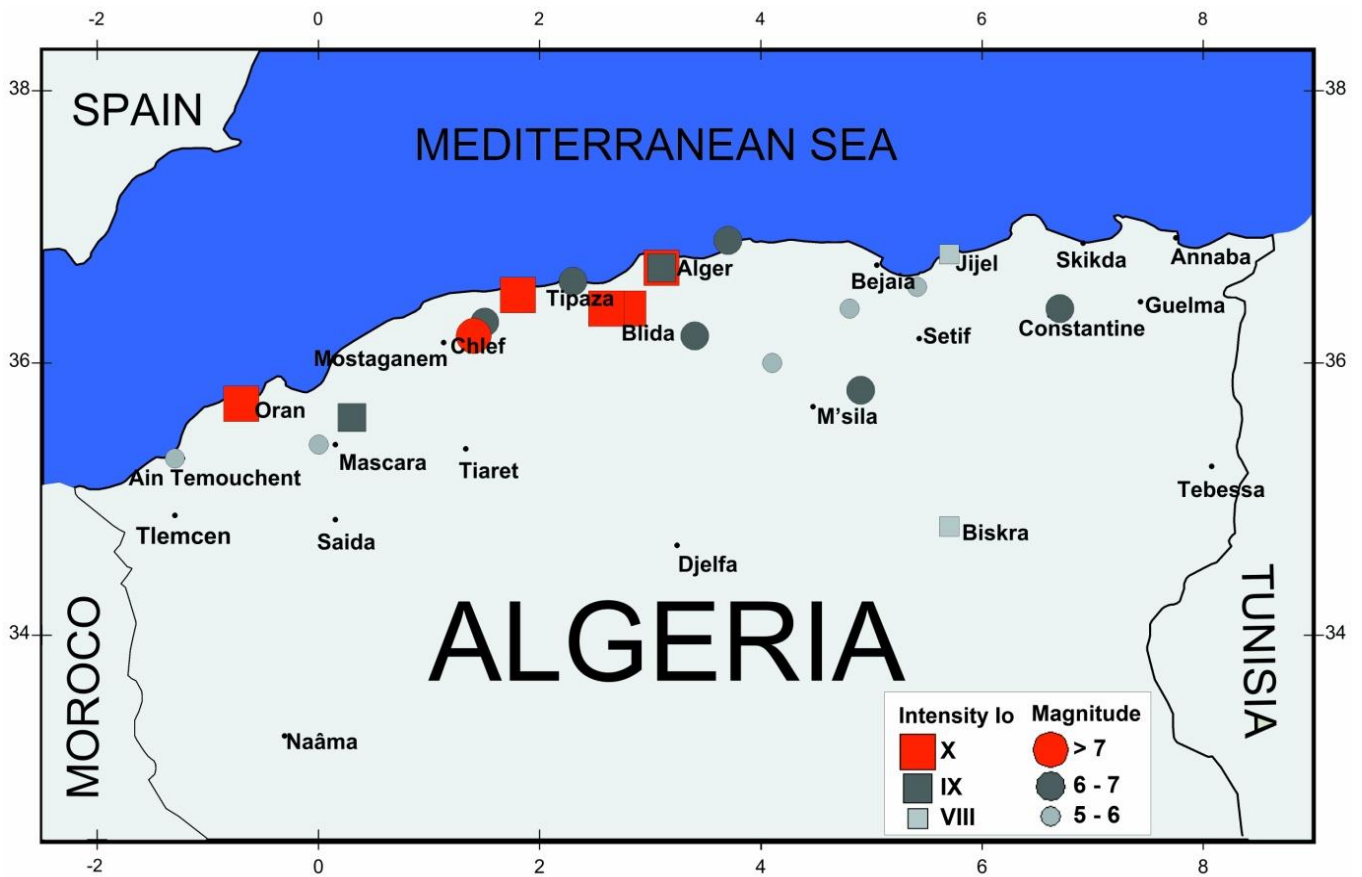 -2 0 2 4 6 8
38 38
SPAIN
MEDITERRANEAN SEA
Alger
Bejaia
Jijel
Skikda
Annaba
Tipaza
Blida
Setif
Constantine
Guelma
36 36
Mostaganem
Chlef
Oran
M'sila
Mascara
Tiaret
Ain Temouchent
Tebessa
Tlemcen
Saida
Djelfa
Biskra
34 34
ALGERIA
MOROCO
TUNISIA
Naâma
Intensity Io Magnitude
X > 7
IX 6 - 7
VIII 5 - 6
-2 0 2 4 6 8